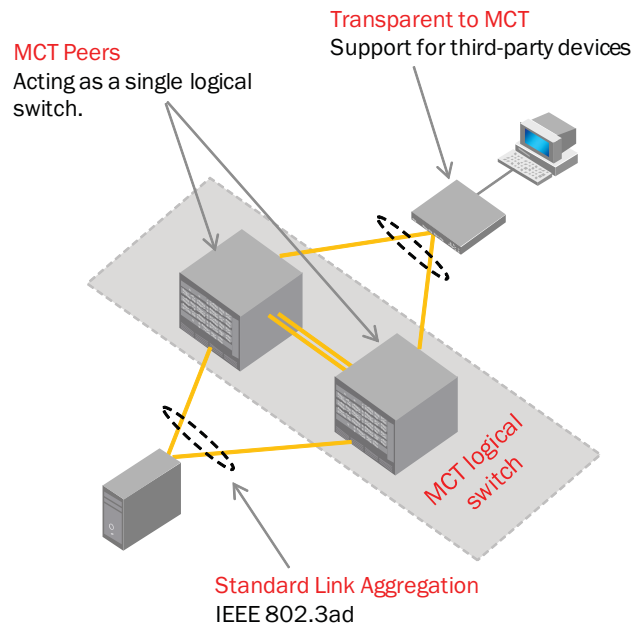 Transparent to MCT
Support for third-party devices
MCT Peers
Acting as a single logical
switch.
MCT logical
switch
Standard Link Aggregation
IEEE 802.3ad